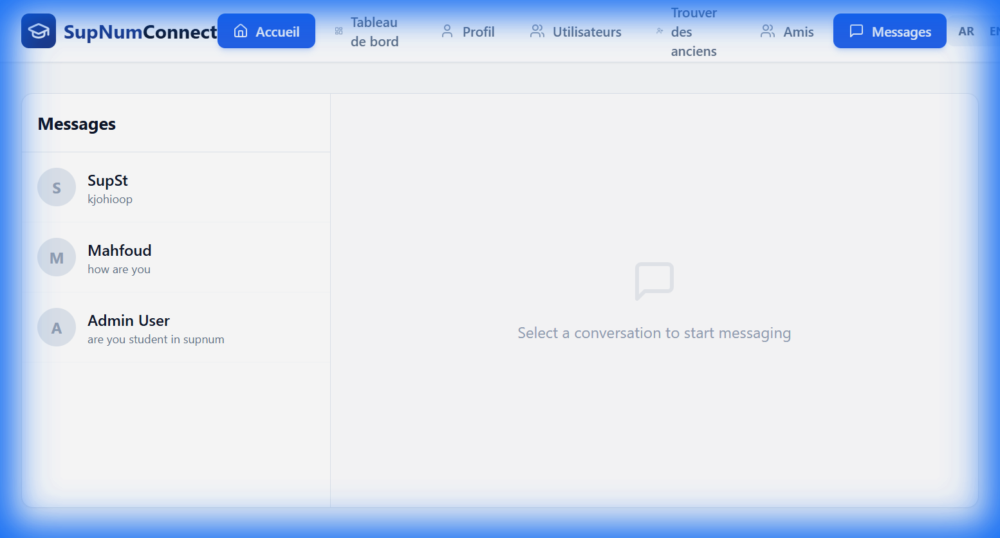 SupNumConnect
Accueil
Tableau
de bord
Profil
Utilisateurs
Trouver
des
anciens
Amis
Messages
AR
EN
Messages
S
SupSt
kjohioop
M
Mahfoud
how are you
A
Admin User
are you student in supnum
Select a conversation to start messaging